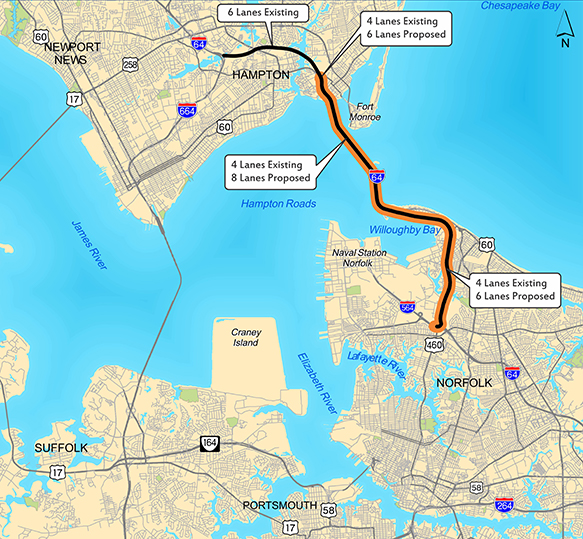 Chesapeake Bay
6 Lanes Existing
4 Lanes Existing
6 Lanes Proposed
N
60
64
NEWPORT
NEWS
258
HAMPTON
17
664
60
Fort
Monroe
4 Lanes Existing
8 Lanes Proposed
64
Hampton Roads
James River
Willoughby Bay
60
Naval Station
Norfolk
4 Lanes Existing
6 Lanes Proposed
564
Craney
Island
460
Elizabeth River
Lafayette River
64
NORFOLK
SUFFOLK
164
17
58
PORTSMOUTH
58
264
17